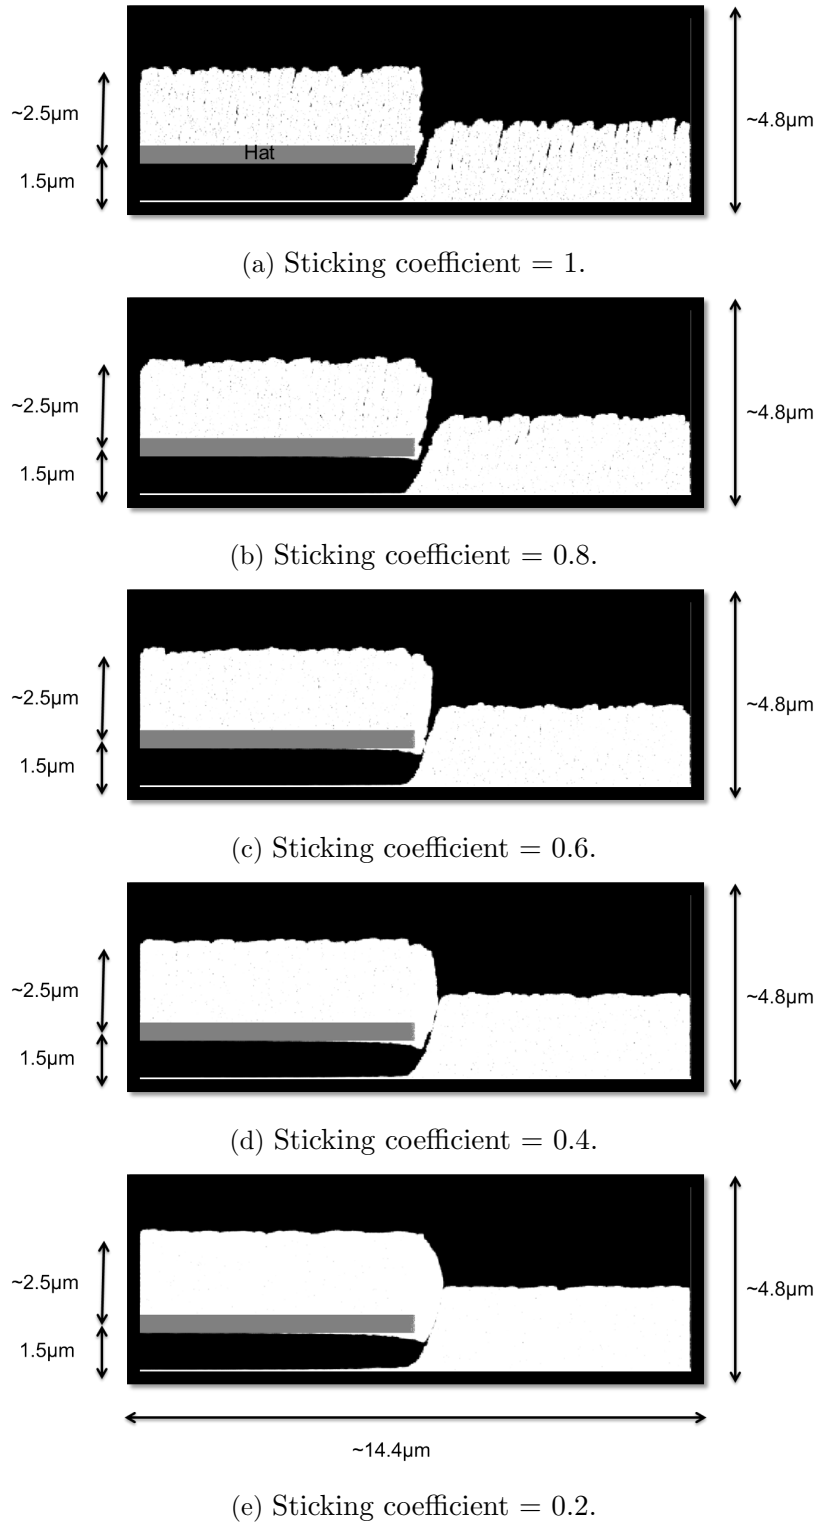 ~2.5µm
Hat
1.5µm
~4.8µm
(a) Sticking coefficient = 1.
~2.5µm
1.5µm
~4.8µm
(b) Sticking coefficient = 0.8.
~2.5µm
1.5µm
~4.8µm
(c) Sticking coefficient = 0.6.
~2.5µm
1.5µm
~4.8µm
(d) Sticking coefficient = 0.4.
~2.5µm
1.5µm
~4.8µm
~14.4µm
(e) Sticking coefficient = 0.2.